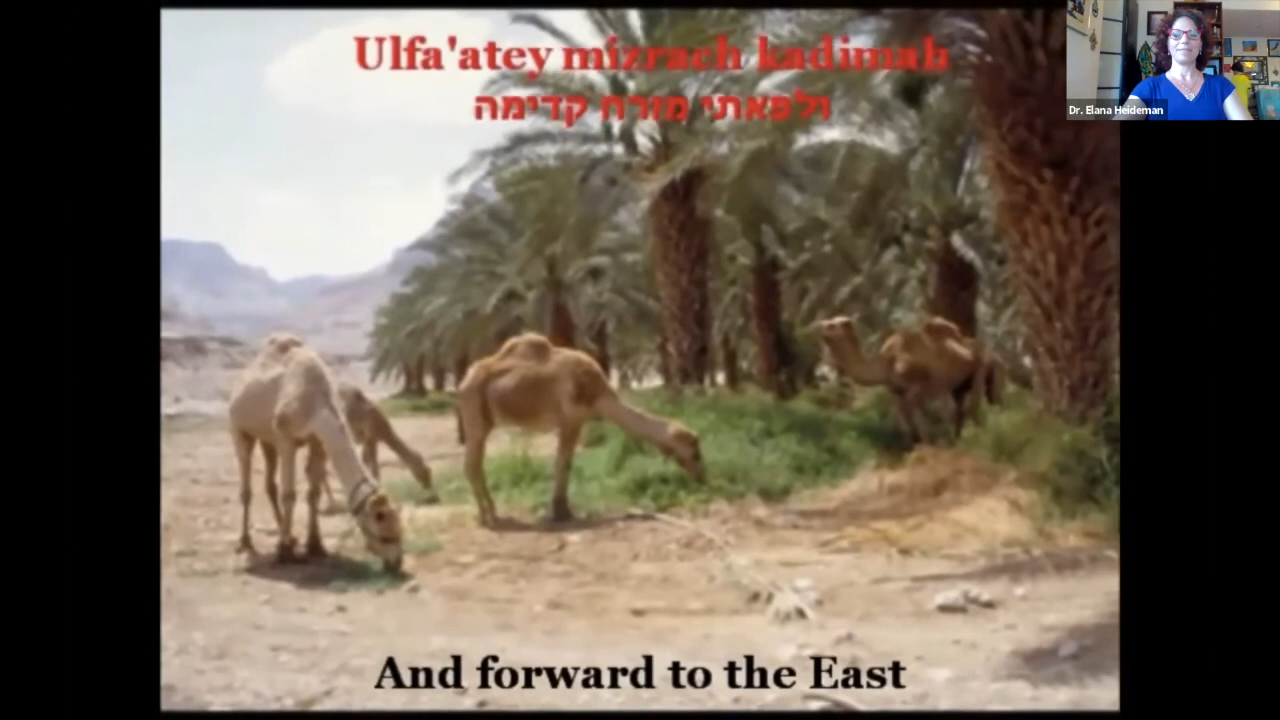 Ulfa'atey mizrach kadimah
ולפאתי מזרח קדימה
Dr. Elana Heideman
And forward to the East